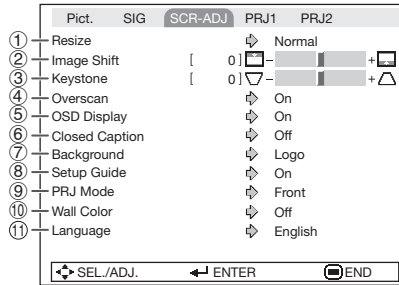 Pict. SIG SCR-ADJ PRJ1 PRJ2
① Resize Normal
② Image Shift [ 0 ] − +
③ Keystone [ 0 ] − +
④ Overscan On
⑤ OSD Display On
⑥ Closed Caption Off
⑦ Background Logo
⑧ Setup Guide On
⑨ PRJ Mode Front
⑩ Wall Color Off
⑪ Language English
SEL./ADJ. ENTER END